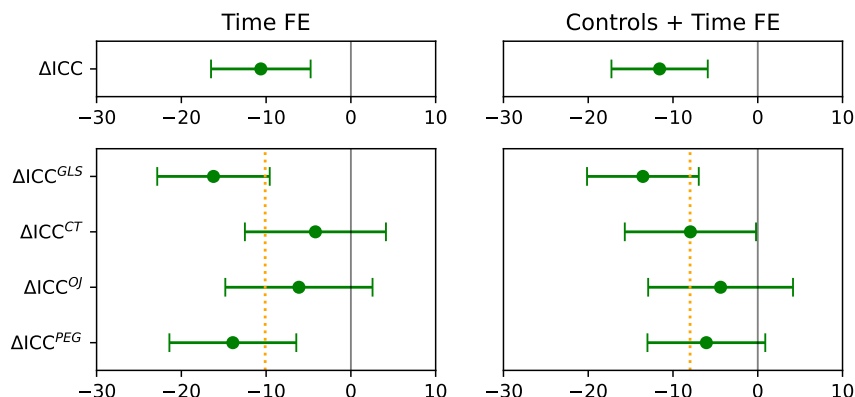 Time FE
Controls + Time FE
ΔICC
−30 −20 −10 0 10
−30 −20 −10 0 10
ΔICC^GLS
ΔICC^CT
ΔICC^OJ
ΔICC^PEG
−30 −20 −10 0 10
−30 −20 −10 0 10